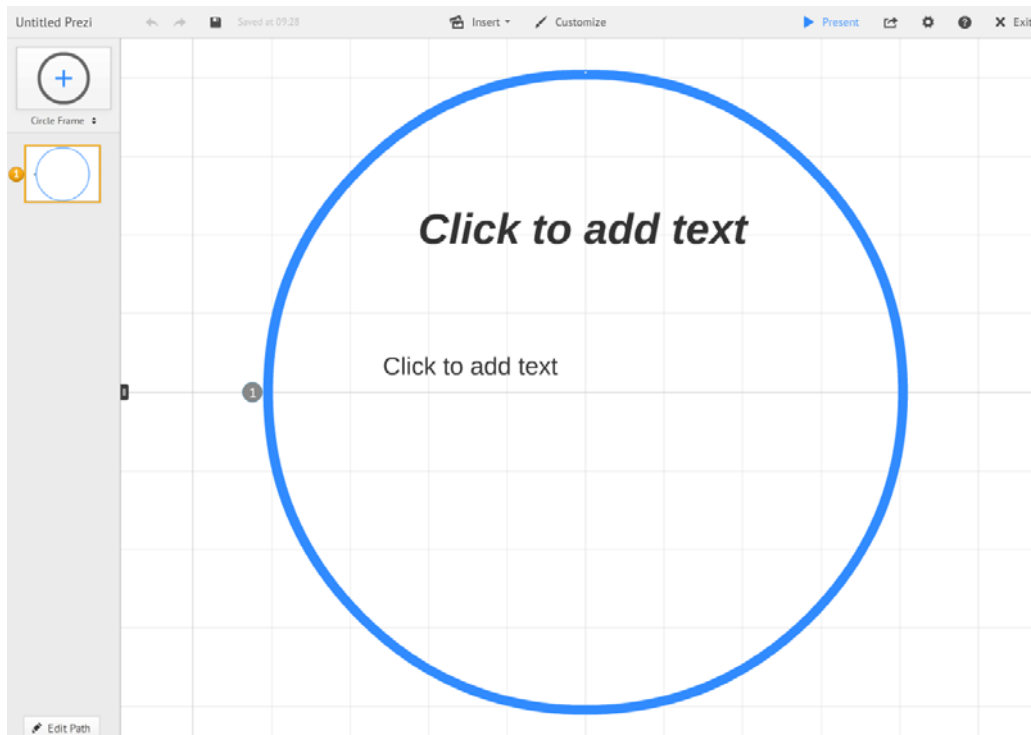 Untitled Prezi
Saved at 09:28
Insert
Customize
Present
Exit
Circle Frame
1
Click to add text
Click to add text
1
Edit Path